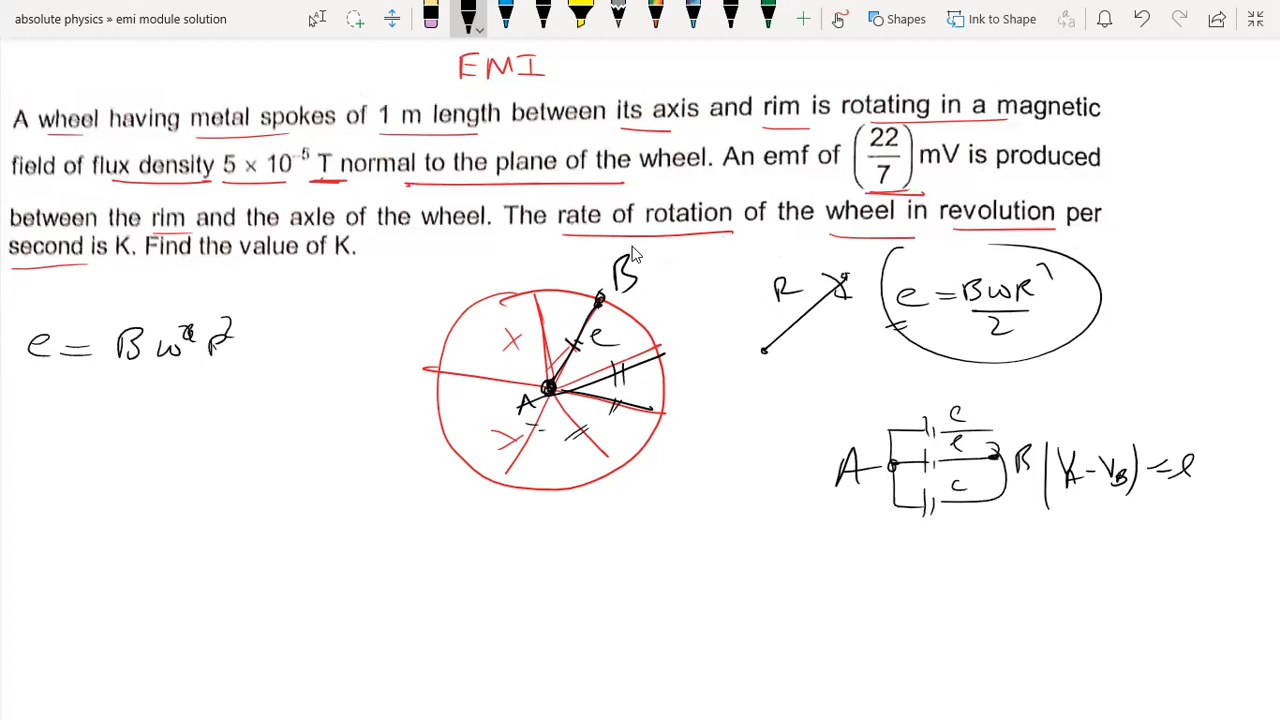 absolute physics » emi module solution
Shapes
Ink to Shape
EMI
A wheel having metal spokes of 1 m length between its axis and rim is rotating in a magnetic
field of flux density 5 × 10⁻⁵ T normal to the plane of the wheel. An emf of (22/7) mV is produced
between the rim and the axle of the wheel. The rate of rotation of the wheel in revolution per
second is K. Find the value of K.
B
R
e = BωR²/2
e = Bω
e
A
e
e
A
B
e